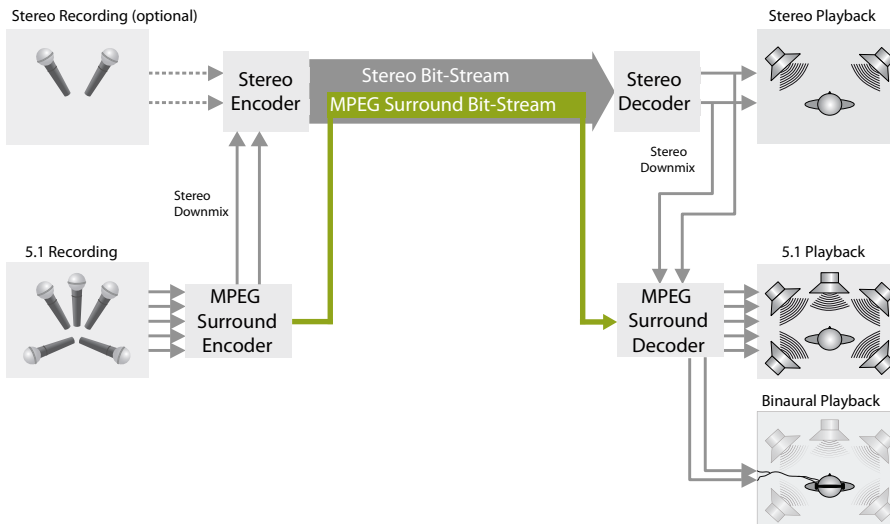 Stereo Recording (optional)
Stereo Playback
Stereo
Encoder
Stereo Bit-Stream
MPEG Surround Bit-Stream
Stereo
Decoder
Stereo
Downmix
Stereo
Downmix
5.1 Recording
5.1 Playback
MPEG
Surround
Encoder
MPEG
Surround
Decoder
Binaural Playback